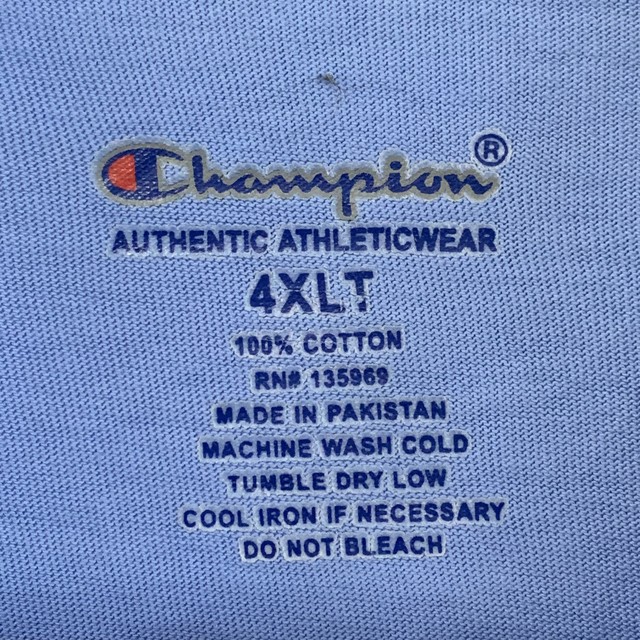 Champion®
AUTHENTIC ATHLETICWEAR
4XLT
100% COTTON
RN# 135969
MADE IN PAKISTAN
MACHINE WASH COLD
TUMBLE DRY LOW
COOL IRON IF NECESSARY
DO NOT BLEACH